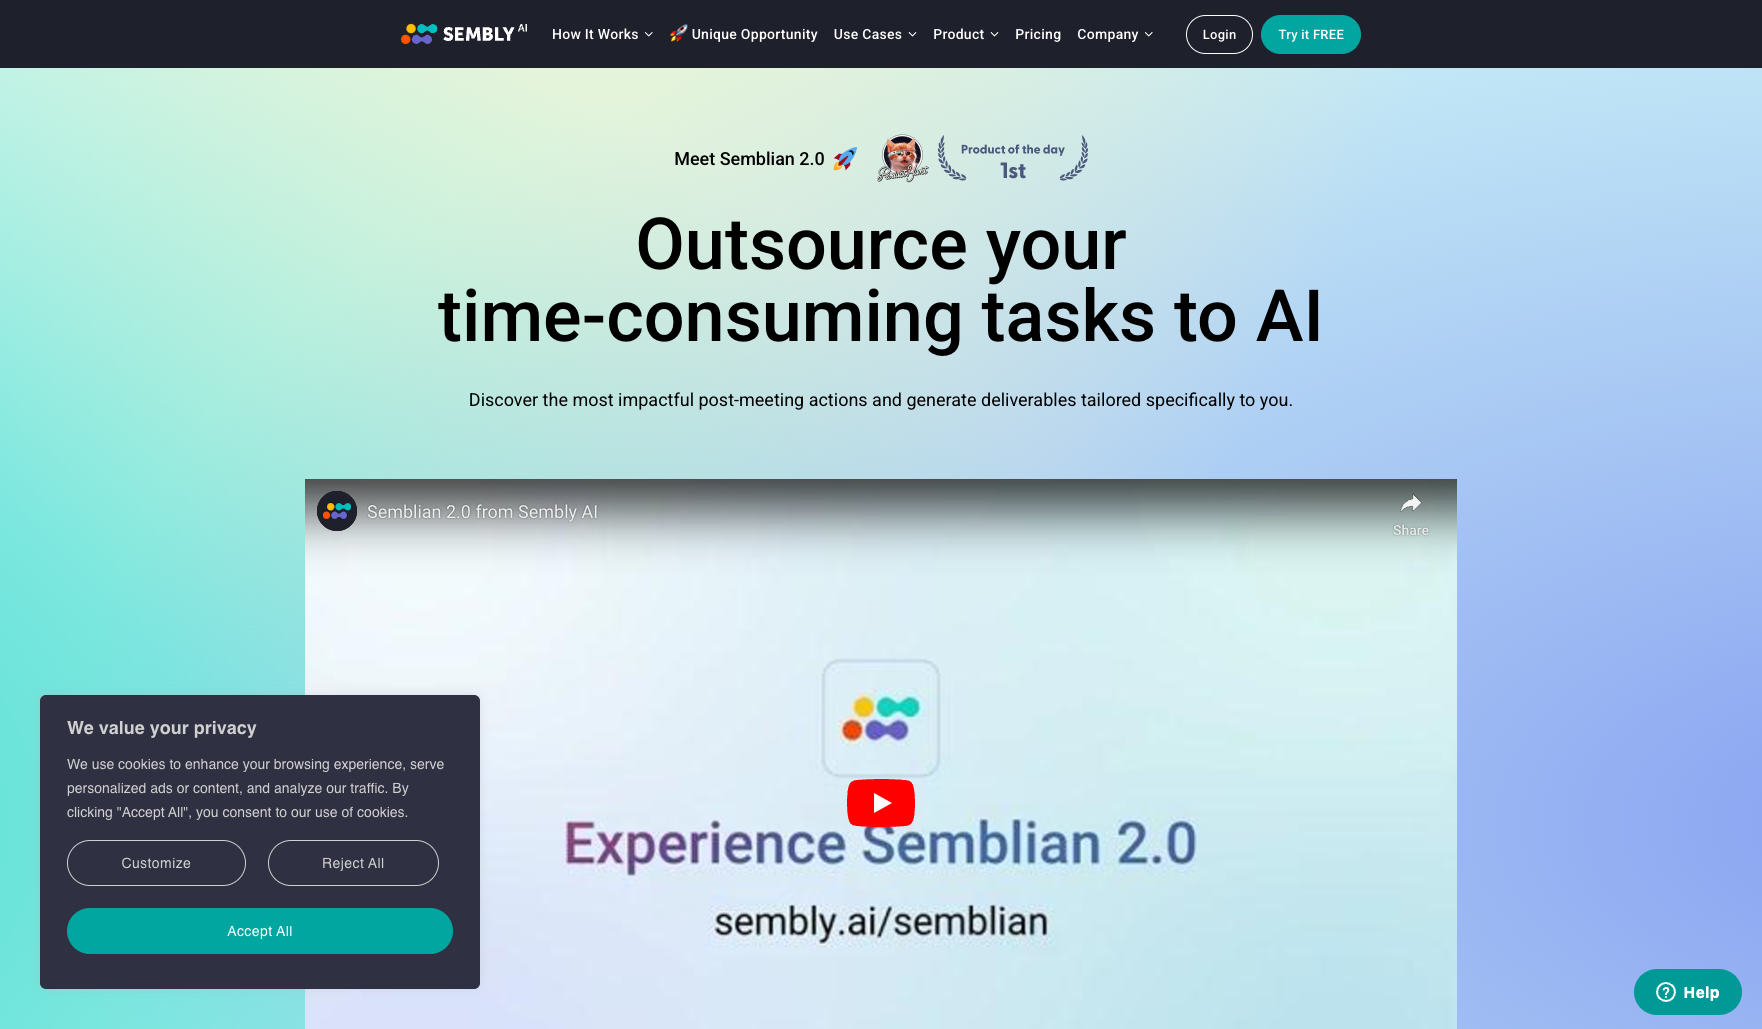 SEMBLY AI
How It Works
🚀 Unique Opportunity
Use Cases
Product
Pricing
Company
Login
Try it FREE
Meet Semblian 2.0 🚀
Product of the day
1st
Outsource your
time-consuming tasks to AI
Discover the most impactful post-meeting actions and generate deliverables tailored specifically to you.
Semblian 2.0 from Sembly AI
Share
Experience Semblian 2.0
sembly.ai/semblian
We value your privacy
We use cookies to enhance your browsing experience, serve
personalized ads or content, and analyze our traffic. By
clicking "Accept All", you consent to our use of cookies.
Customize
Reject All
Accept All
Help